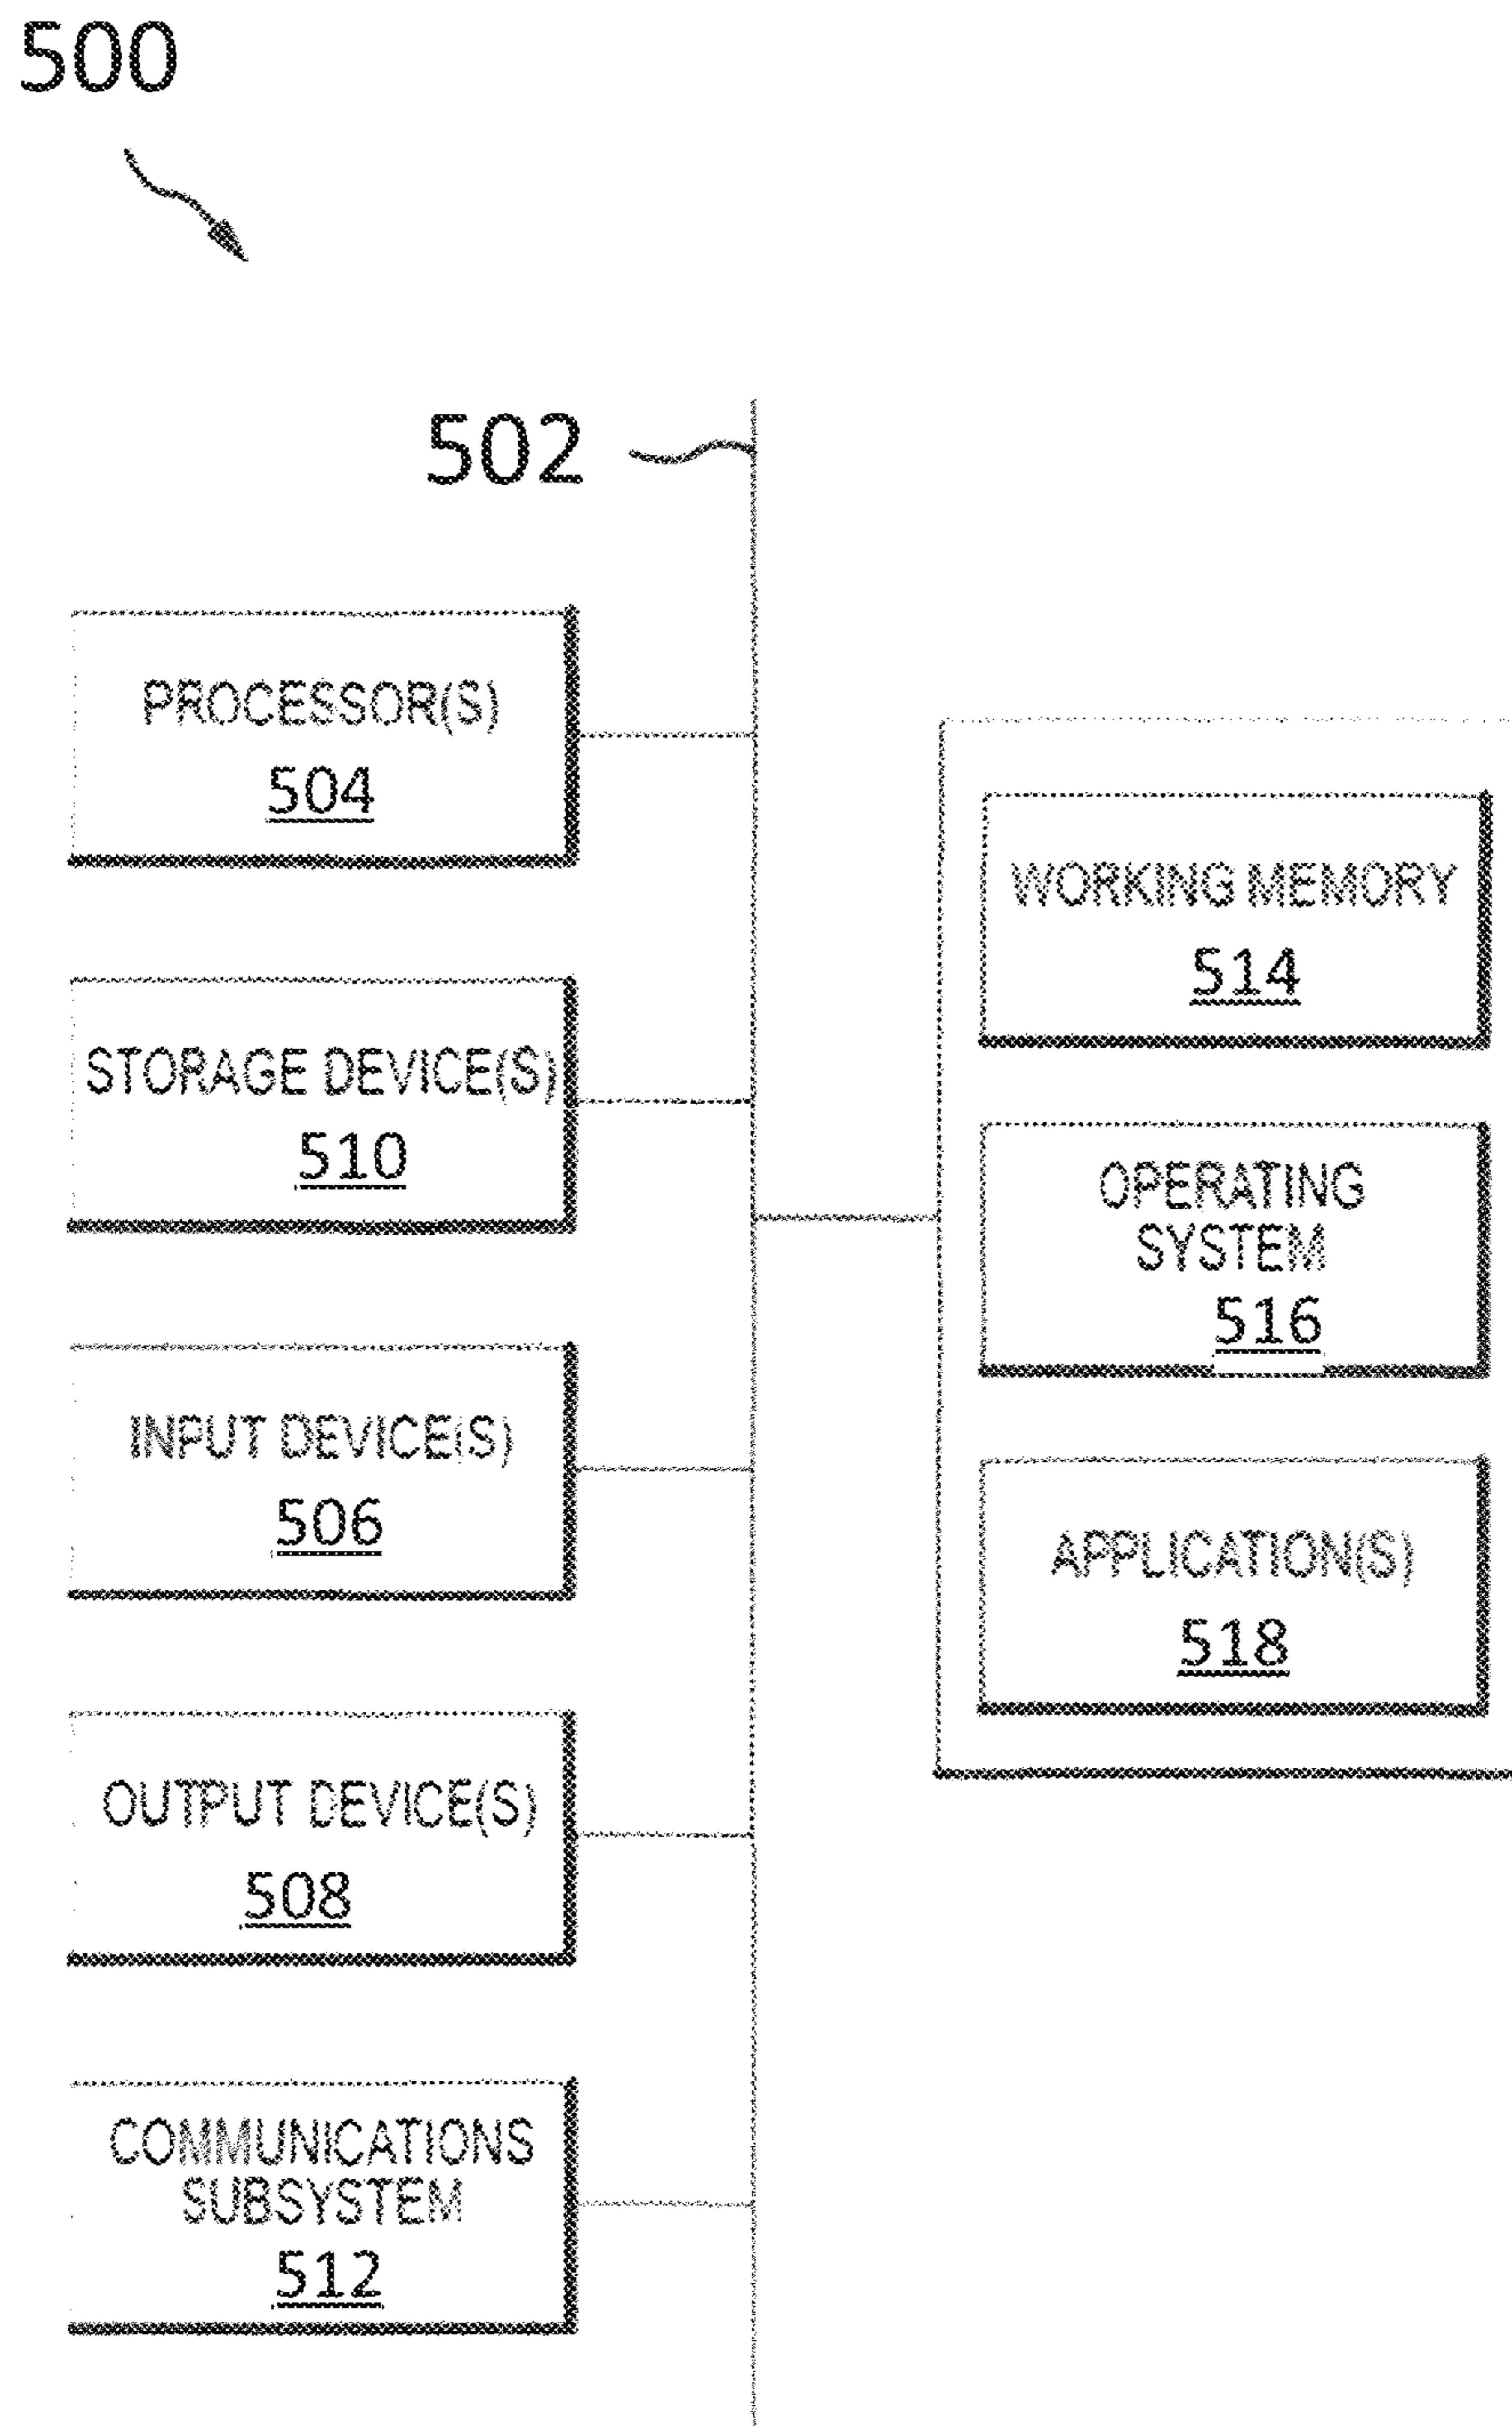 500
502
PROCESSOR(S)
504
STORAGE DEVICE(S)
510
INPUT DEVICE(S)
506
OUTPUT DEVICE(S)
508
COMMUNICATIONS
SUBSYSTEM
512
WORKING MEMORY
514
OPERATING
SYSTEM
516
APPLICATION(S)
518